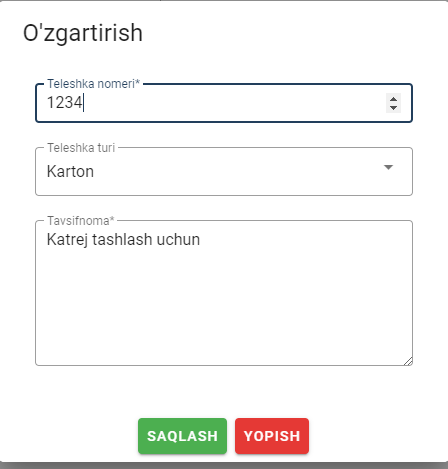 O'zgartirish
Teleshka nomeri*
1234
Teleshka turi
Karton
Tavsifnoma*
Katrej tashlash uchun
SAQLASH YOPISH